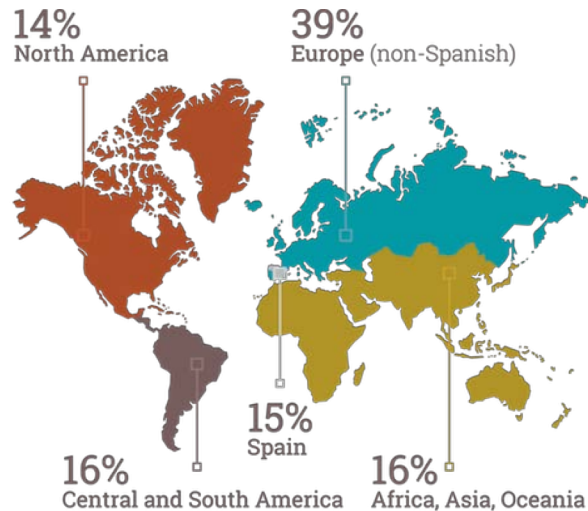 14%
North America
39%
Europe (non-Spanish)
15%
Spain
16%
Central and South America
16%
Africa, Asia, Oceania